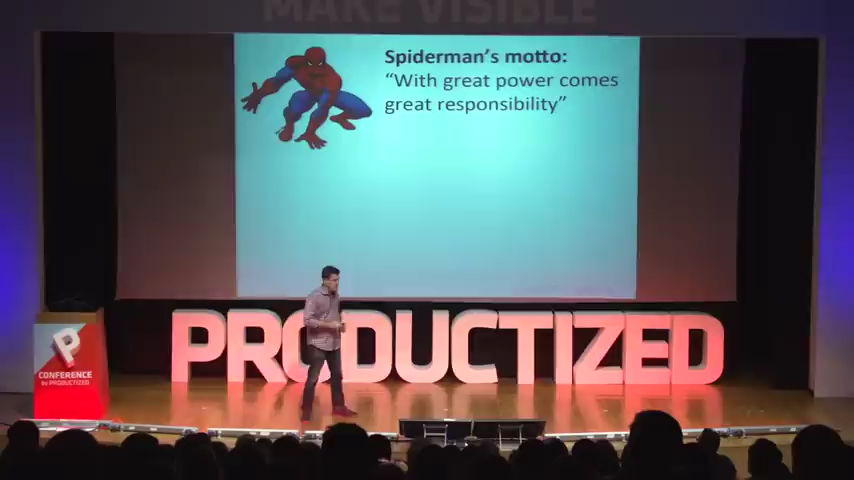 MAKE VISIBLE
Spiderman's motto:
"With great power comes
great responsibility"
PRODUCTIZED
P
CONFERENCE
by PRODUCTIZED